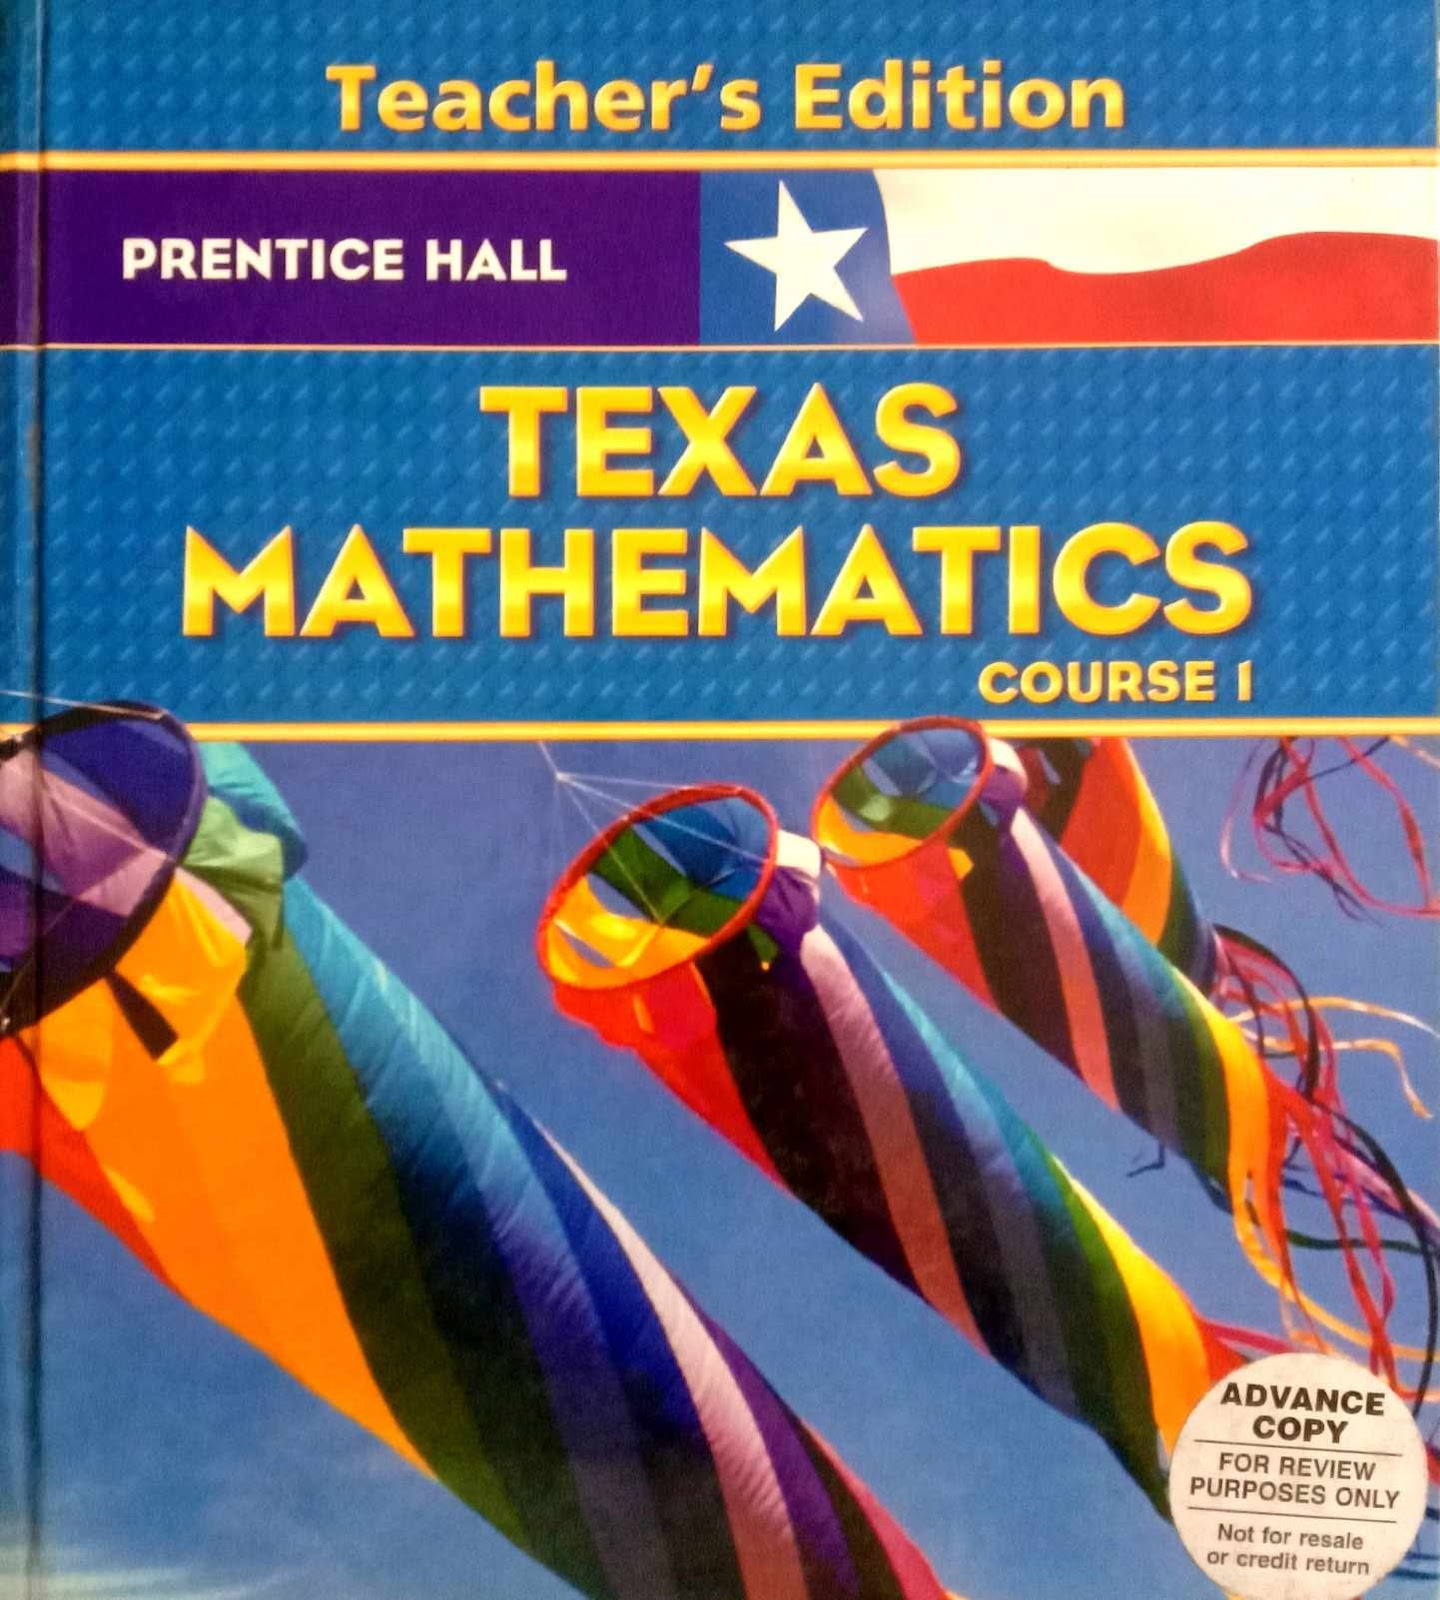 Teacher's Edition
PRENTICE HALL
TEXAS
MATHEMATICS
COURSE 1
ADVANCE
COPY
FOR REVIEW
PURPOSES ONLY
Not for resale
or credit return